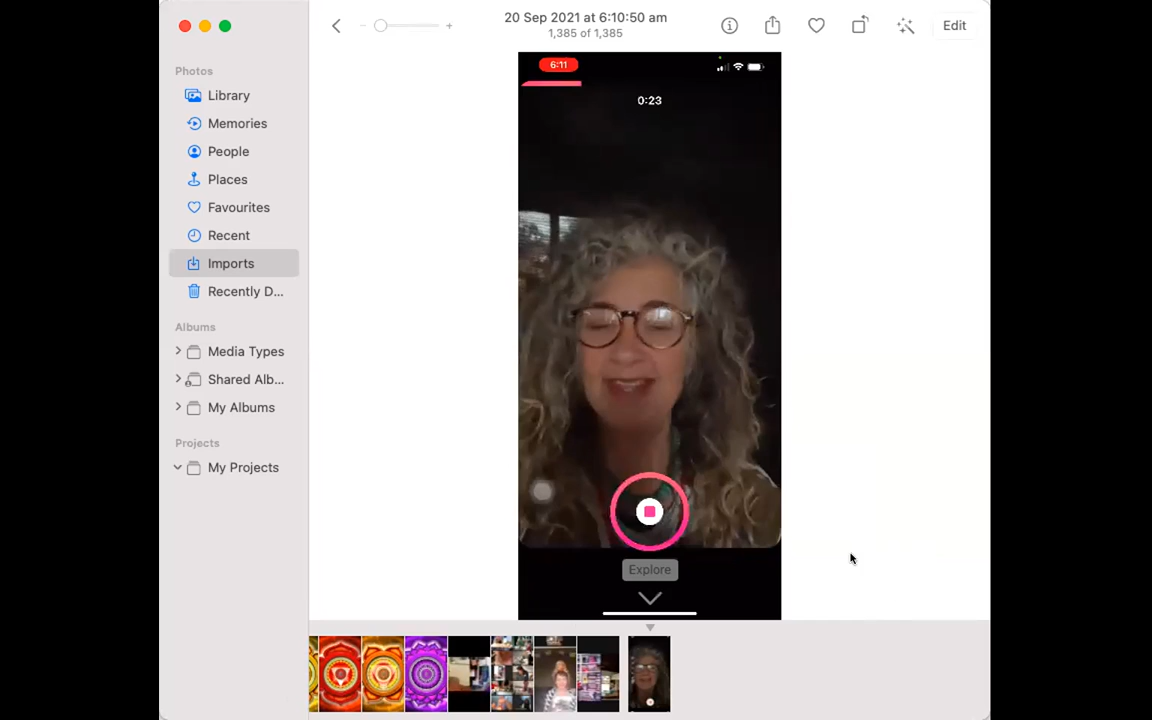 20 Sep 2021 at 6:10:50 am
1,385 of 1,385
Edit
Photos
Library
Memories
People
Places
Favourites
Recent
Imports
Recently D...
Albums
Media Types
Shared Alb...
My Albums
Projects
My Projects
6:11
0:23
Explore